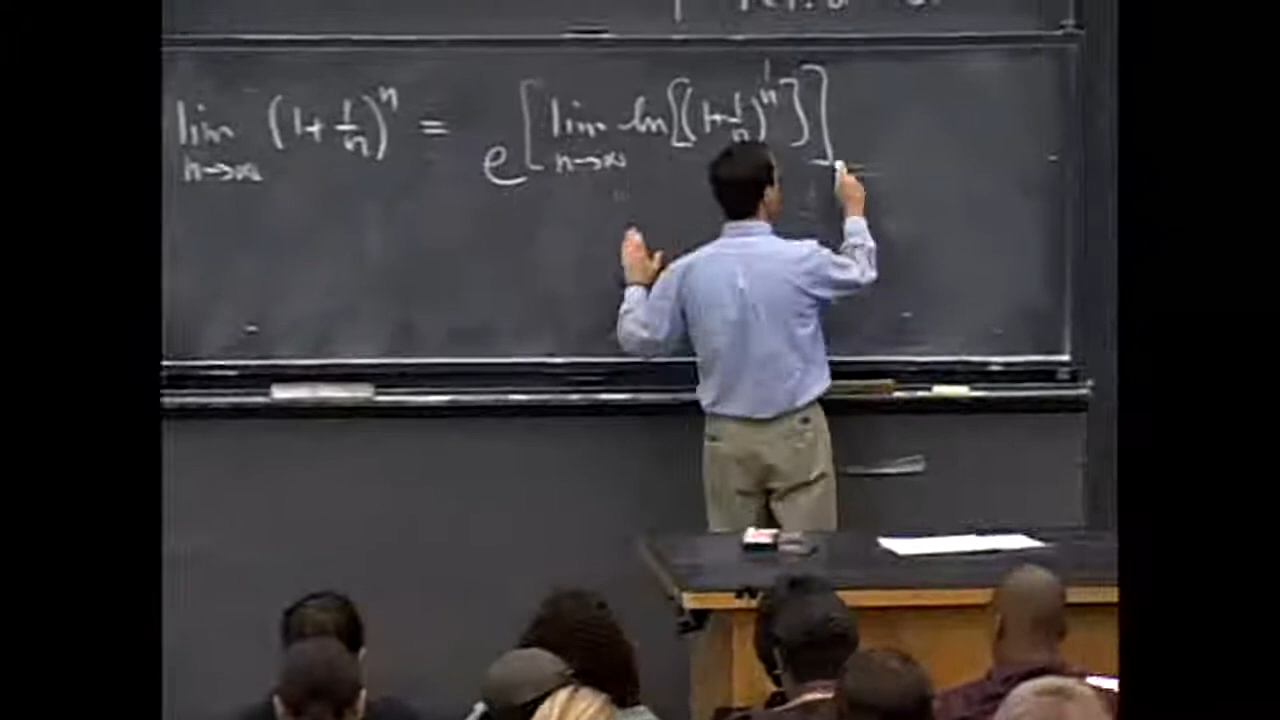 lim n→∞ (1+1/n)^n = e^[lim n→∞ ln[(1+1/n)^n]]